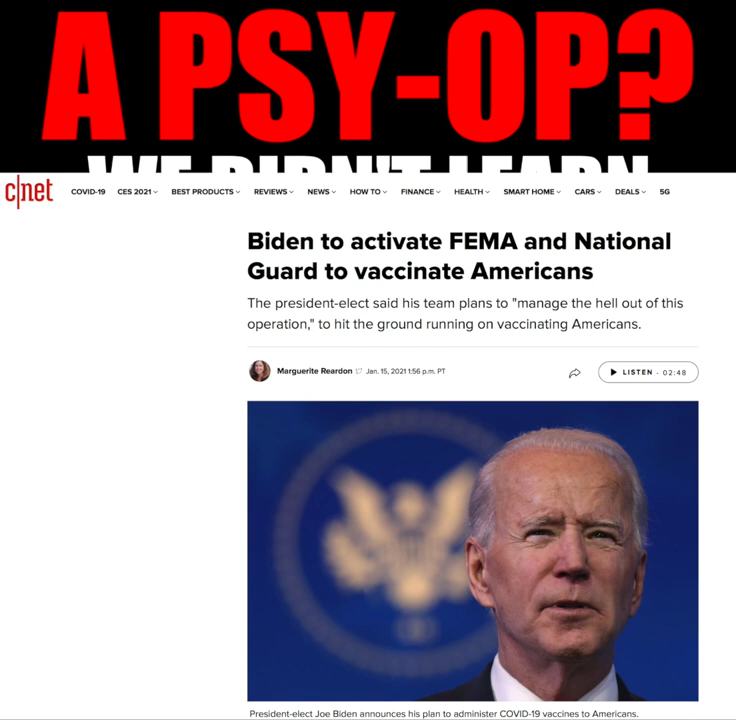 A PSY-OP?
WE DIDN'T LEARN
c|net
COVID-19 CES 2021 BEST PRODUCTS REVIEWS NEWS HOW TO FINANCE HEALTH SMART HOME CARS DEALS 5G
Biden to activate FEMA and National
Guard to vaccinate Americans
The president-elect said his team plans to "manage the hell out of this
operation," to hit the ground running on vaccinating Americans.
Marguerite Reardon Jan. 15, 2021 1:56 p.m. PT
LISTEN - 02:48
President-elect Joe Biden announces his plan to administer COVID-19 vaccines to Americans.